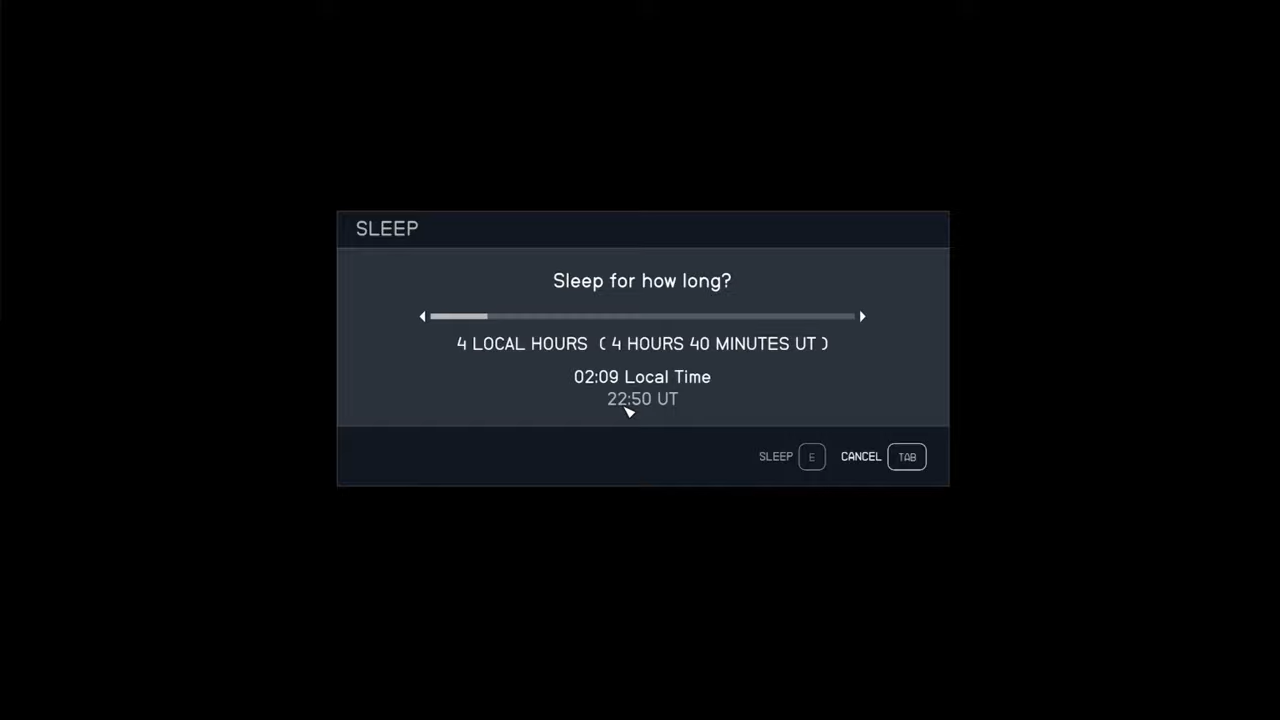 SLEEP
Sleep for how long?
4 LOCAL HOURS ( 4 HOURS 40 MINUTES UT )
02:09 Local Time
22:50 UT
SLEEP E CANCEL TAB